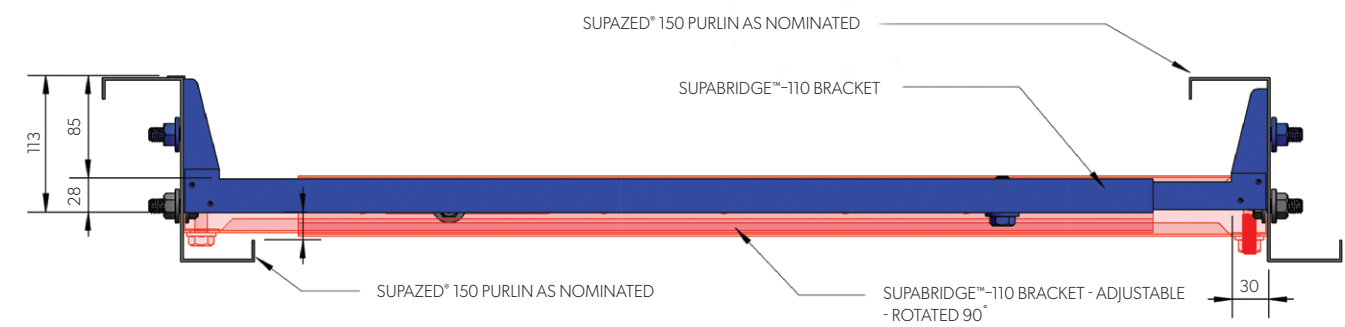 SUPAZED® 150 PURLIN AS NOMINATED
SUPABRIDGE™-110 BRACKET
113
85
28
SUPAZED® 150 PURLIN AS NOMINATED
SUPABRIDGE™-110 BRACKET - ADJUSTABLE
- ROTATED 90°
30